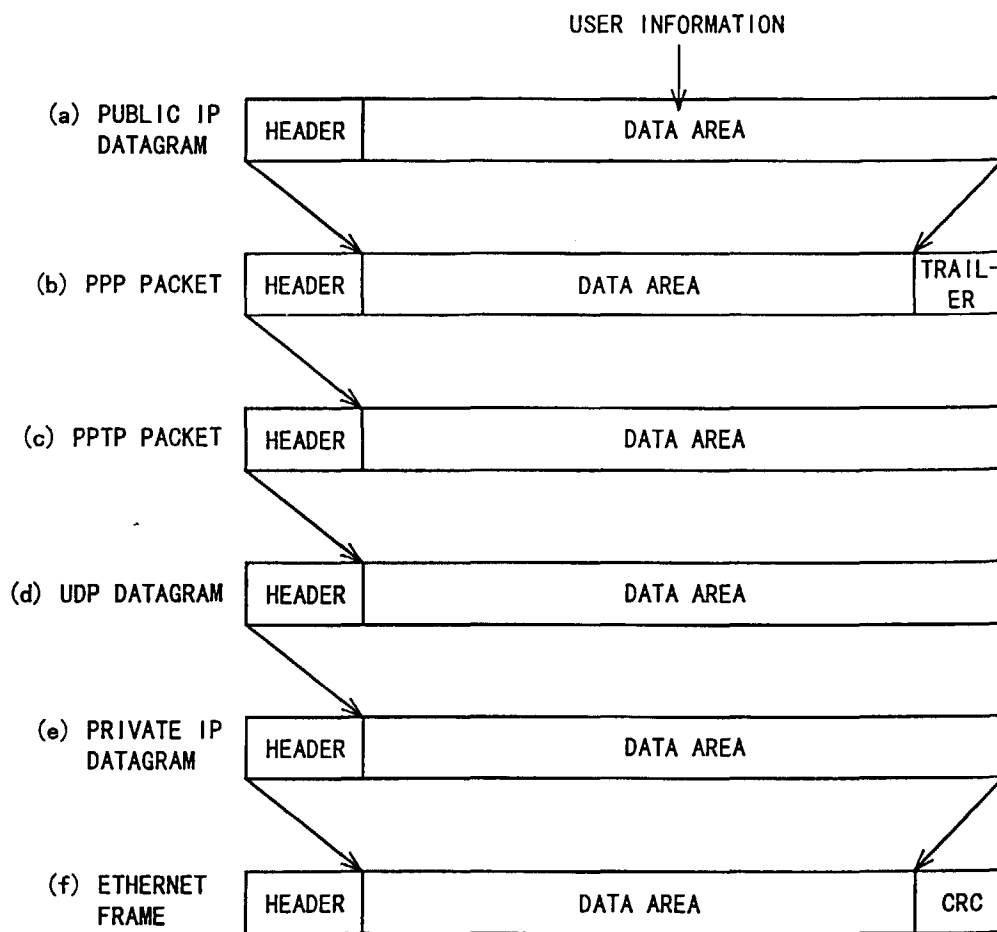 USER INFORMATION
(a) PUBLIC IP
DATAGRAM
HEADER
DATA AREA
(b) PPP PACKET
HEADER
DATA AREA
TRAIL-
ER
(c) PPTP PACKET
HEADER
DATA AREA
(d) UDP DATAGRAM
HEADER
DATA AREA
(e) PRIVATE IP
DATAGRAM
HEADER
DATA AREA
(f) ETHERNET
FRAME
HEADER
DATA AREA
CRC